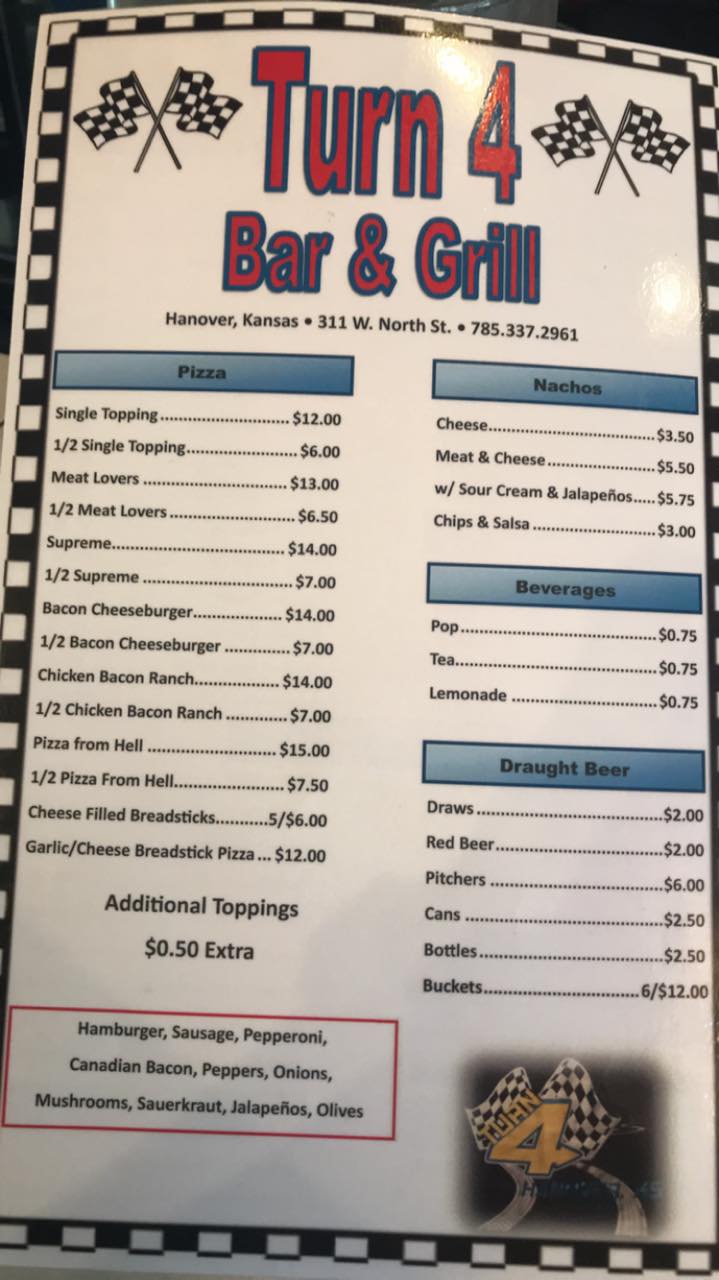 Turn 4
Bar & Grill
Hanover, Kansas • 311 W. North St. • 785.337.2961
Pizza
Single Topping ............................ $12.00
1/2 Single Topping........................ $6.00
Meat Lovers ............................... $13.00
1/2 Meat Lovers ........................... $6.50
Supreme..................................... $14.00
1/2 Supreme ................................ $7.00
Bacon Cheeseburger................... $14.00
1/2 Bacon Cheeseburger .............. $7.00
Chicken Bacon Ranch.................. $14.00
1/2 Chicken Bacon Ranch ............. $7.00
Pizza from Hell ............................ $15.00
1/2 Pizza From Hell........................ $7.50
Cheese Filled Breadsticks...........5/$6.00
Garlic/Cheese Breadstick Pizza ... $12.00
Additional Toppings
$0.50 Extra
Hamburger, Sausage, Pepperoni,
Canadian Bacon, Peppers, Onions,
Mushrooms, Sauerkraut, Jalapeños, Olives
Nachos
Cheese....................................$3.50
Meat & Cheese.......................$5.50
w/ Sour Cream & Jalapeños.....$5.75
Chips & Salsa ..........................$3.00
Beverages
Pop..........................................$0.75
Tea...........................................$0.75
Lemonade ...............................$0.75
Draught Beer
Draws ........................................$2.00
Red Beer....................................$2.00
Pitchers .....................................$6.00
Cans ..........................................$2.50
Bottles.......................................$2.50
Buckets..................................6/$12.00
TURN
4